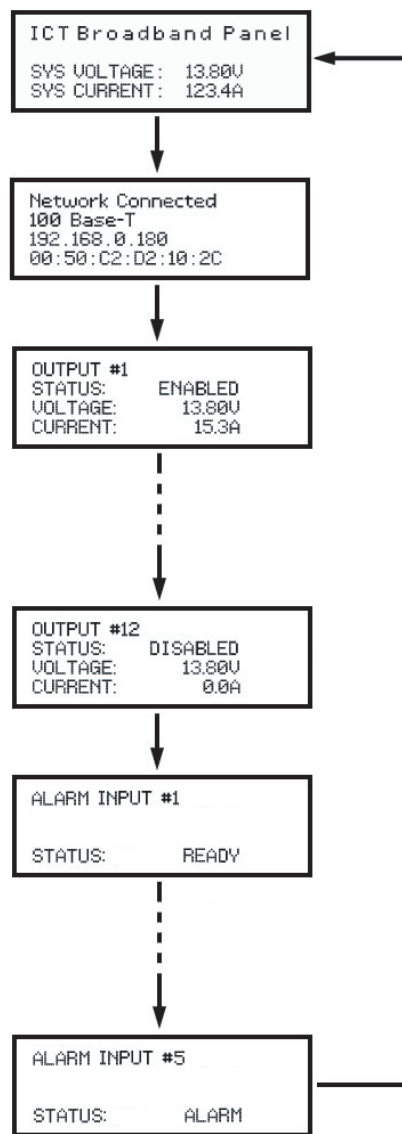 ICT Broadband Panel
SYS VOLTAGE: 13.80V
SYS CURRENT: 123.4A
Network Connected
100 Base-T
192.168.0.180
00:50:C2:D2:10:2C
OUTPUT #1
STATUS: ENABLED
VOLTAGE: 13.80V
CURRENT: 15.3A
OUTPUT #12
STATUS: DISABLED
VOLTAGE: 13.80V
CURRENT: 0.0A
ALARM INPUT #1
STATUS: READY
ALARM INPUT #5
STATUS: ALARM